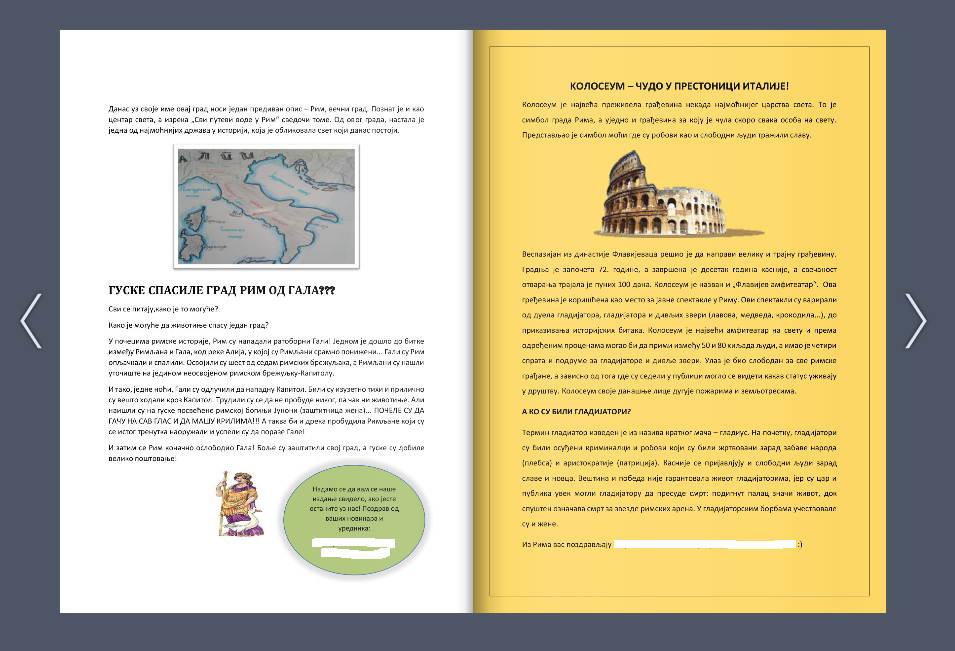 Данас уз своје име овај град носи један предиван опис – Рим, вечни град. Познат је и као
центар света, а изрека „Сви путеви воде у Рим“ сведочи томе. Од овог града, настала је
једна од најмоћнијих држава у историји, која је обликовала свет који данас постоји.
ГУСКЕ СПАСИЛЕ ГРАД РИМ ОД ГАЛА???
Сви се питају,како је то могуће?
Како је могуће да животиње спасу један град?
У почецима римске историје, Рим су нападали ратоборни Гали! Једном је дошло до битке
између Римљана и Гала, код реке Алија, у којој су Римљани срамно понижени... Гали су Рим
опљачкали и спалили. Освојили су шест од седам римских брежуљака, а Римљани су нашли
уточиште на једином неосвојеном римском брежуљку-Капитолу.
И тако, једне ноћи, Гали су одлучили да нападну Капитол. Били су изузетно тихи и прилично
су вешто ходали кроз Капитол. Трудили су се да не пробуде никог, па чак ни животиње. Али
наишли су на гуске посвећене римској богињи Јунони (заштитница жена)... ПОЧЕЛЕ СУ ДА
ГАЧУ НА САВ ГЛАС И ДА МАШУ КРИЛИМА!!! А таква би и дрека пробудила Римљане који су
се истог тренутка наоружали и успели су да поразе Гале!
И затим се Рим коначно ослободио Гала! Боље су заштитили свој град, а гуске су добиле
велико поштовање!
Надамо се да вам се наше
издање свидело, ако јесте
останите уз нас! Поздрав од
ваших новинара и
уредника:
КОЛОСЕУМ – ЧУДО У ПРЕСТОНИЦИ ИТАЛИЈЕ!
Колосеум је највећа преживела грађевина некада најмоћнијег царства света. То је
симбол града Рима, а уједно и грађевина за коју је чула скоро свака особа на свету.
Представљао је симбол моћи где су робови као и слободни људи тражили славу.
Веспазијан из династије Флавијеваца решио је да направи велику и трајну грађевину.
Градња је започета 72. године, а завршена је десетак година касније, а свечаност
отварања трајала је пуних 100 дана. Колосеум је назван и „Флавијев амфитеатар“. Ова
грређевина је коришћена као место за јавне спектакле у Риму. Ови спектакли су варирали
од дуела гладијатора, гладијатора и дивљих звери (лавова, медведа, крокодила...), до
приказивања историјских битака. Колосеум је највећи амфитеатар на свету и према
одређеним проценама могао би да прими између 50 и 80 хиљада људи, а имао је четири
спрата и подруме за гладијаторе и дивље звери. Улаз је био слободан за све римске
грађане, а зависно од тога где су седели у публици могло се видети какав статус уживају
у друштву. Колосеум своје данашње лице дугује пожарима и земљотресима.
А КО СУ БИЛИ ГЛАДИЈАТОРИ?
Термин гладиатор изведен је из назива кратког мача – гладиус. На почетку, гладијатори
су били осуђени криминалци и робови који су били жртвовани зарад забаве народа
(плебса) и аристократије (патриција). Касније се пријављују и слободни људи зарад
славе и новца. Вештина и победа није гарантовала живот гладијатоима, јер су цар и
публика увек могли гладијатору да пресуде смрт: подигнут палац значи живот, док
спуштен означава смрт за звезде римских арена. У гладијаторским борбама учествовале
су и жене.
Из Рима вас поздрављају :)